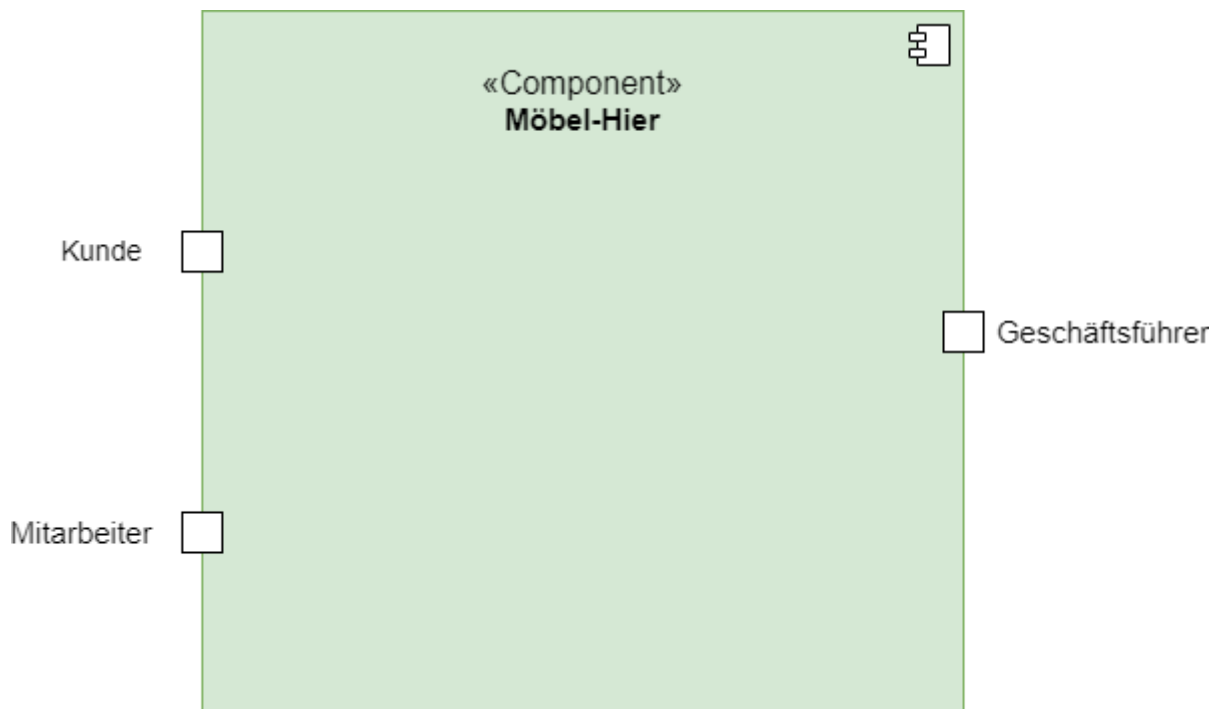 «Component»
Möbel-Hier
Kunde
Geschäftsführer
Mitarbeiter